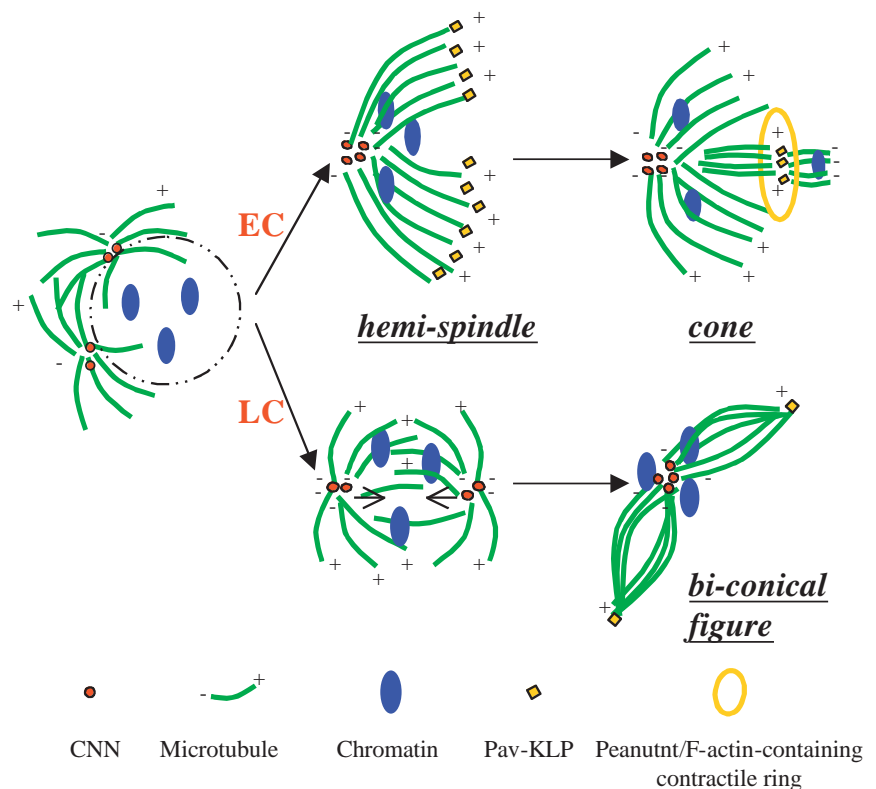 EC
LC
hemi-spindle
cone
bi-conical
figure
CNN
Microtubule
Chromatin
Pav-KLP
Peanutnt/F-actin-containing
contractile ring